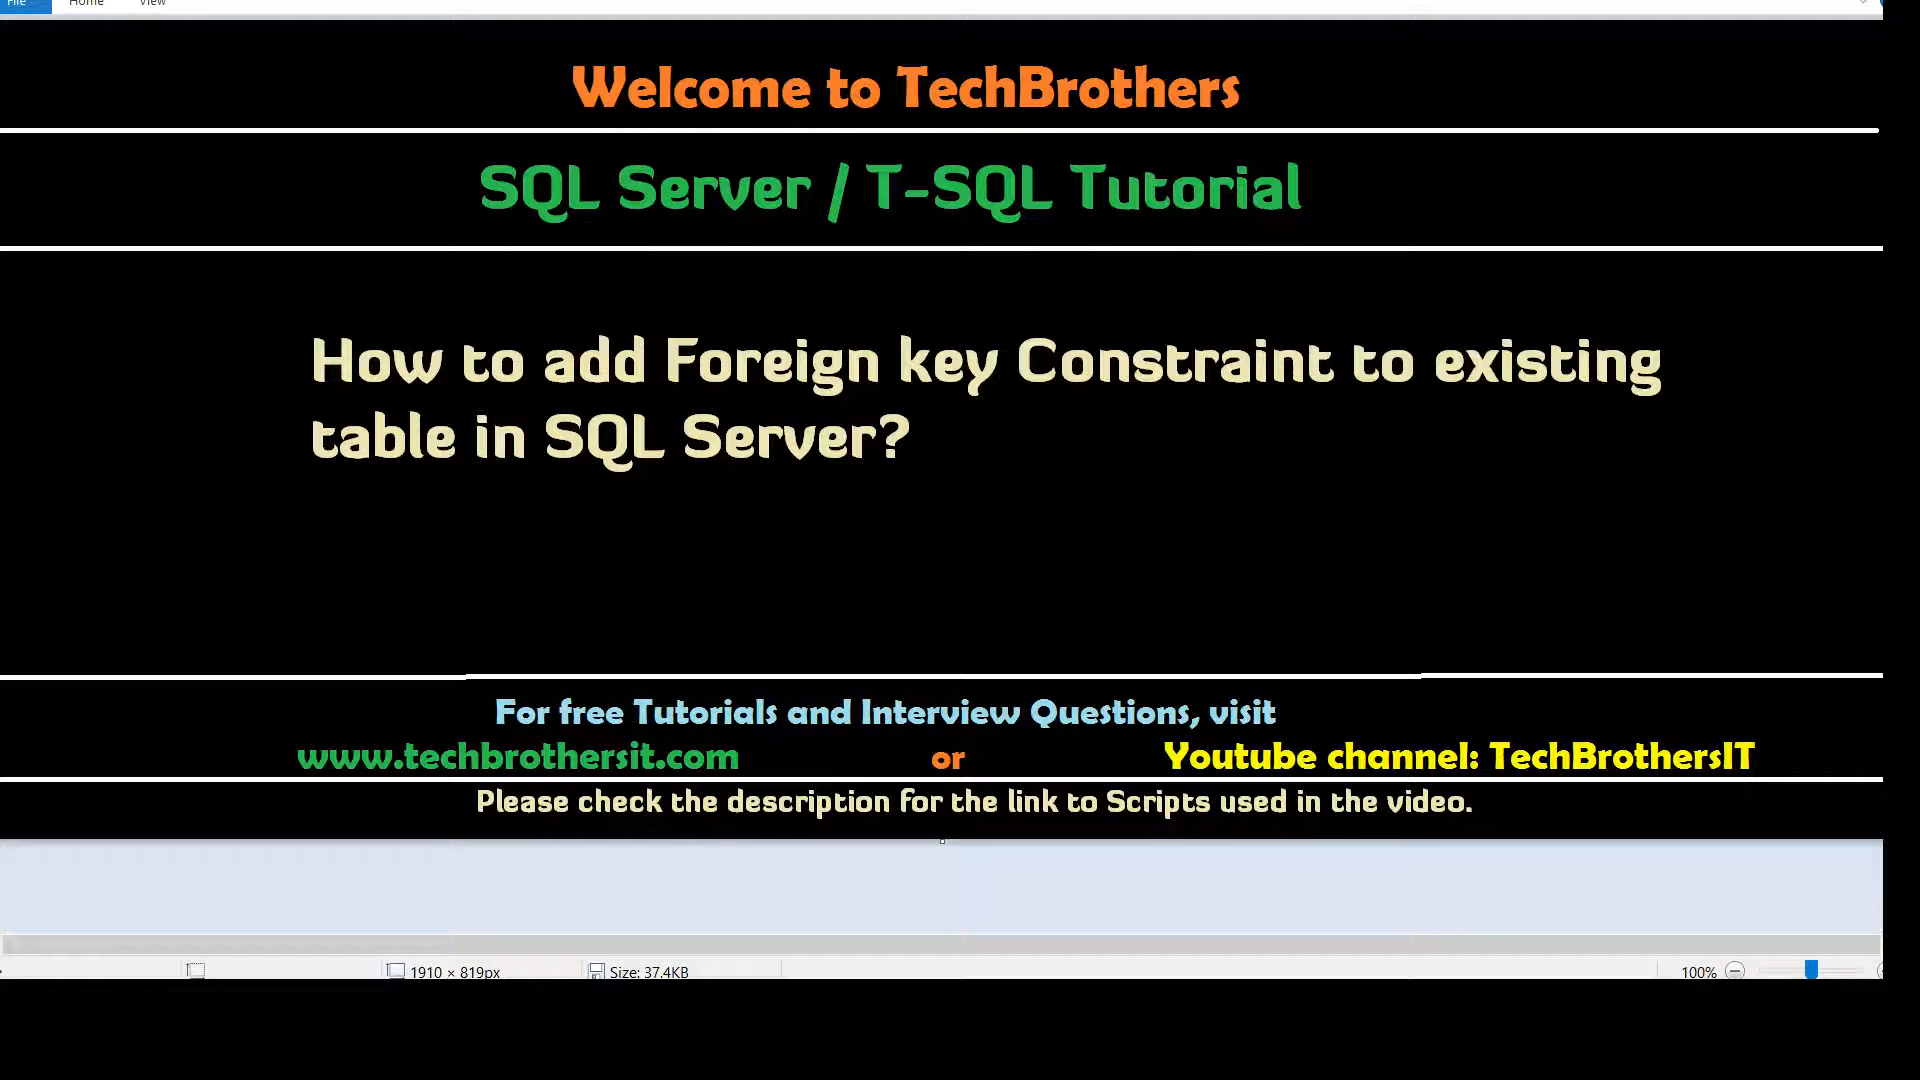 File Home View
Welcome to TechBrothers
SQL Server / T-SQL Tutorial
How to add Foreign key Constraint to existing
table in SQL Server?
For free Tutorials and Interview Questions, visit
www.techbrothersit.com or Youtube channel: TechBrothersIT
Please check the description for the link to Scripts used in the video.
1910 × 819px Size: 37.4KB 100%